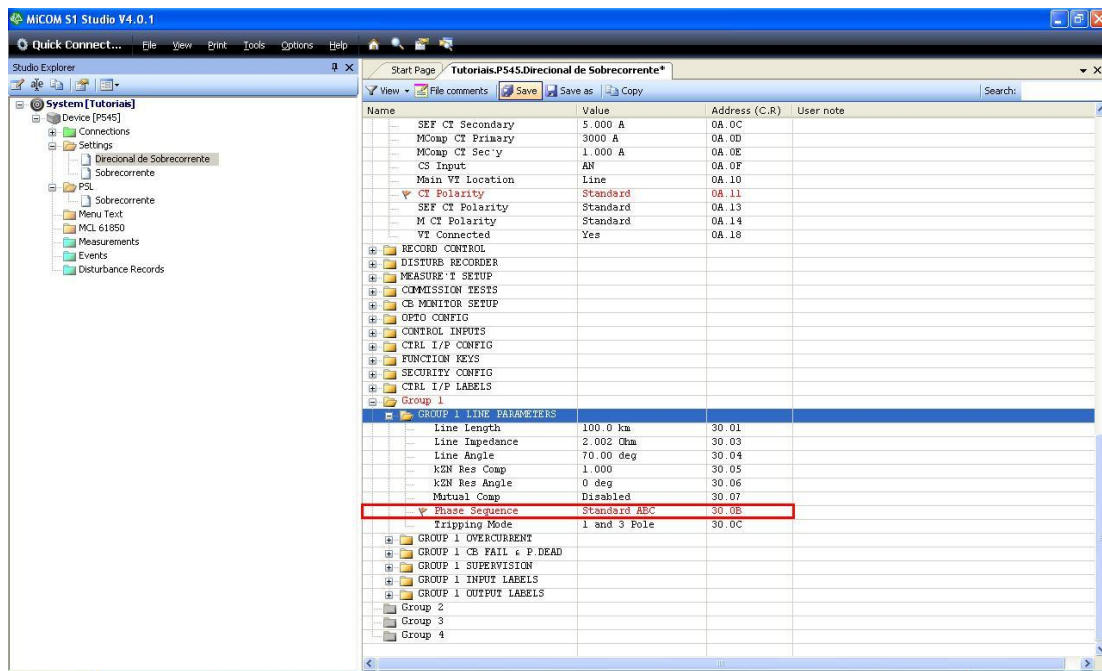 MiCOM S1 Studio V4.0.1
Quick Connect... File View Print Tools Options Help
Studio Explorer
System [Tutoriais]
Device [P545]
Connections
Settings
Direcional de Sobrecorrente
Sobrecorrente
PSL
Sobrecorrente
Menu Text
MCL 61850
Measurements
Events
Disturbance Records
Start Page Tutoriais.P545.Direcional de Sobrecorrente*
View File comments Save Save as Copy Search:
Name Value Address (C.R) User note
SEF CT Secondary 5.000 A 0A.0C
MComp CT Primary 3000 A 0A.0D
MComp CT Sec'y 1.000 A 0A.0E
CS Input AN 0A.0F
Main VT Location Line 0A.10
CT Polarity Standard 0A.11
SEF CT Polarity Standard 0A.13
M CT Polarity Standard 0A.14
VT Connected Yes 0A.18
RECORD CONTROL
DISTURB RECORDER
MEASURE'T SETUP
COMMISSION TESTS
CB MONITOR SETUP
OPTO CONFIG
CONTROL INPUTS
CTRL I/P CONFIG
FUNCTION KEYS
SECURITY CONFIG
CTRL I/P LABELS
Group 1
GROUP 1 LINE PARAMETERS
Line Length 100.0 km 30.01
Line Impedance 2.002 Ohm 30.03
Line Angle 70.00 deg 30.04
kZN Res Comp 1.000 30.05
kZN Res Angle 0 deg 30.06
Mutual Comp Disabled 30.07
Phase Sequence Standard ABC 30.0B
Tripping Mode 1 and 3 Pole 30.0C
GROUP 1 OVERCURRENT
GROUP 1 CB FAIL & P.DEAD
GROUP 1 SUPERVISION
GROUP 1 INPUT LABELS
GROUP 1 OUTPUT LABELS
Group 2
Group 3
Group 4